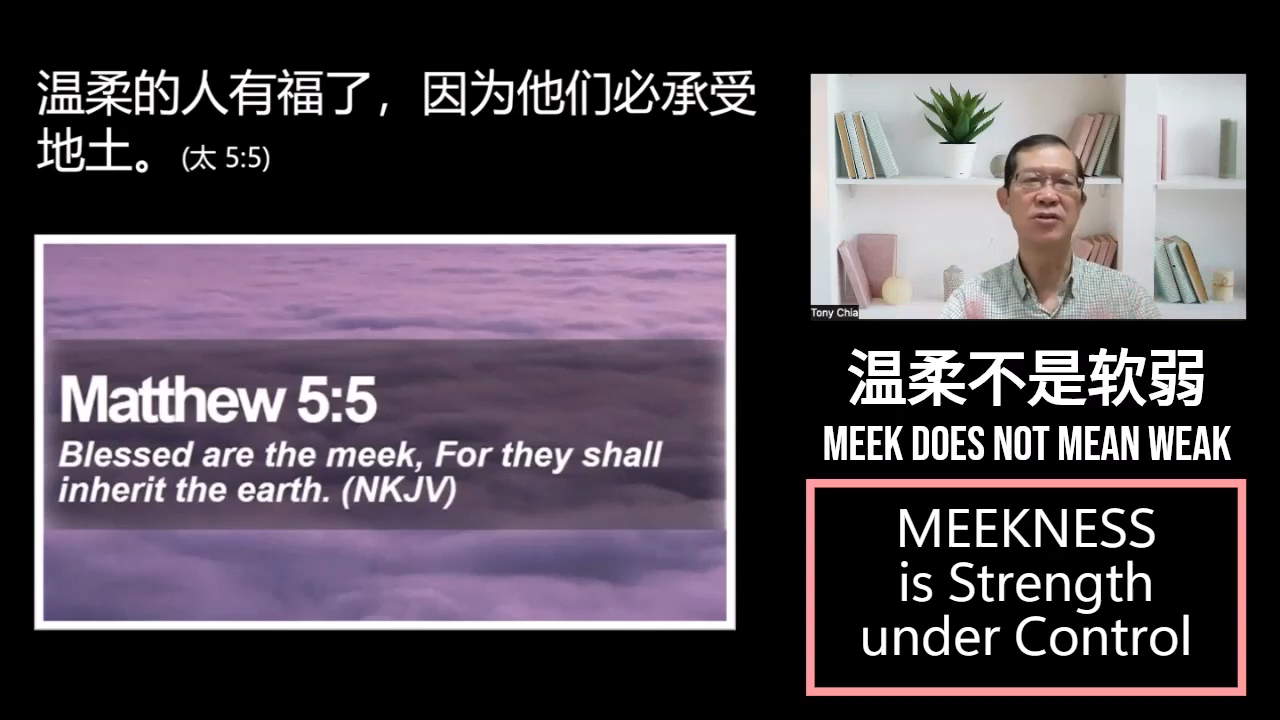 温柔的人有福了，因为他们必承受
地土。(太 5:5)
Matthew 5:5
Blessed are the meek, For they shall
inherit the earth. (NKJV)
Tony Chia
温柔不是软弱
MEEK DOES NOT MEAN WEAK
MEEKNESS
is Strength
under Control